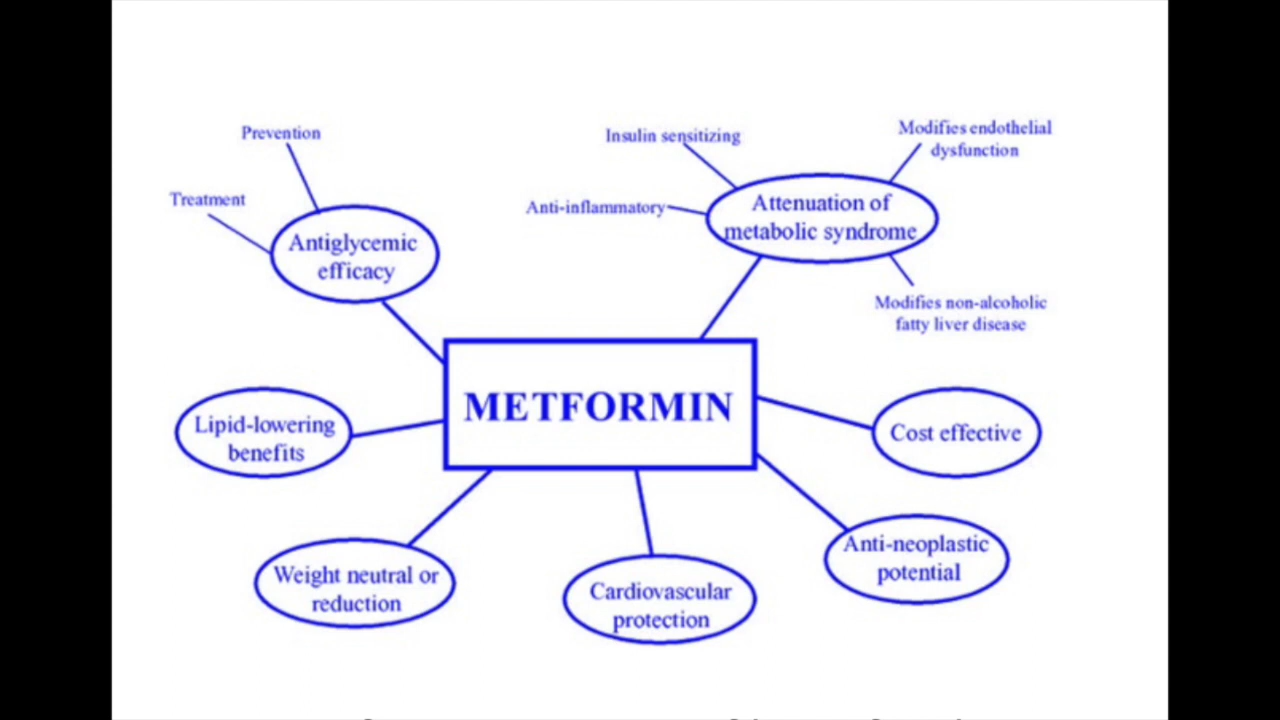 Prevention
Treatment
Antiglycemic
efficacy
Insulin sensitizing
Anti-inflammatory
Modifies endothelial
dysfunction
Attenuation of
metabolic syndrome
Modifies non-alcoholic
fatty liver disease
METFORMIN
Lipid-lowering
benefits
Cost effective
Weight neutral or
reduction
Cardiovascular
protection
Anti-neoplastic
potential